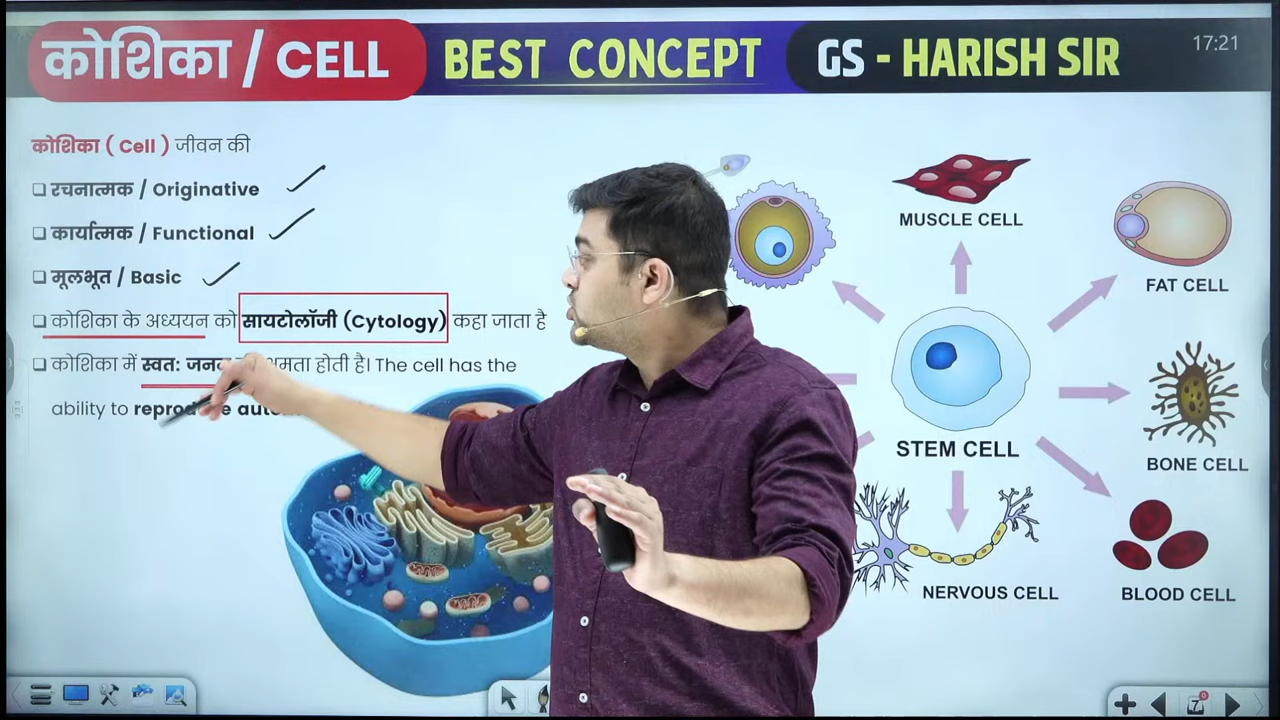 कोशिका / CELL
BEST CONCEPT
GS - HARISH SIR
17:21
कोशिका ( Cell ) जीवन की
रचनात्मक / Originative
कार्यात्मक / Functional
मूलभूत / Basic
कोशिका के अध्ययन को सायटोलॉजी (Cytology) कहा जाता है
कोशिका में स्वतः होती है। The cell has the
ability to
MUSCLE CELL
FAT CELL
STEM CELL
BONE CELL
NERVOUS CELL
BLOOD CELL